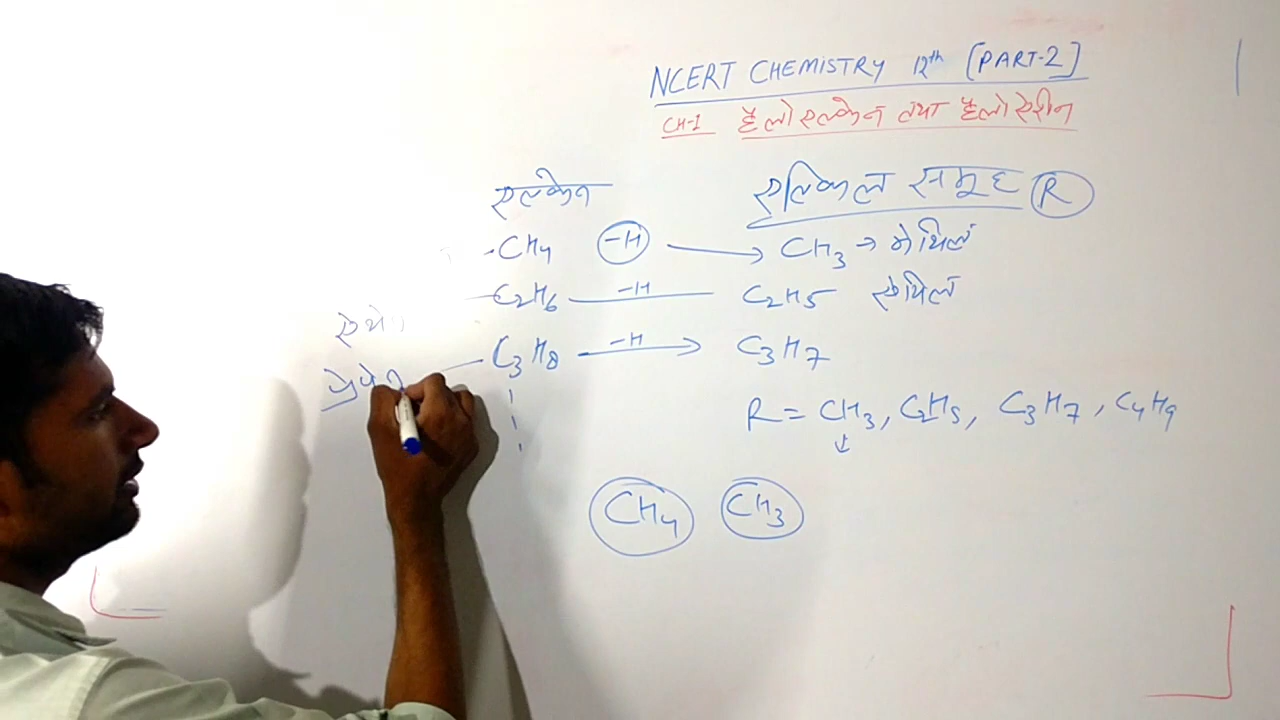 NCERT CHEMISTRY 12th [PART-2]
CH-1 हैलोएल्केन तथा हैलोएरीन
एल्केन एल्किल समूह R
CH4 -H → CH3 → मेथिल
C2H6 -H C2H5 एथिल
C3H8 -H → C3H7
प्रोपेन
R = CH3, C2H5, C3H7, C4H9
CH4 CH3